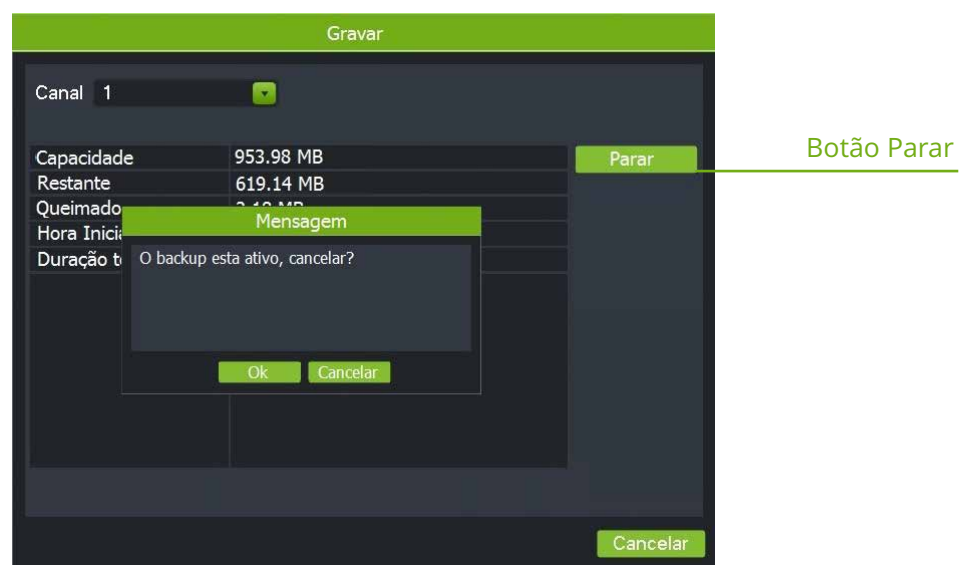 Gravar
Canal 1
Capacidade 953.98 MB
Parar
Botão Parar
Restante 619.14 MB
Queimado
Mensagem
Hora
Duração
O backup esta ativo, cancelar?
Ok Cancelar
Cancelar